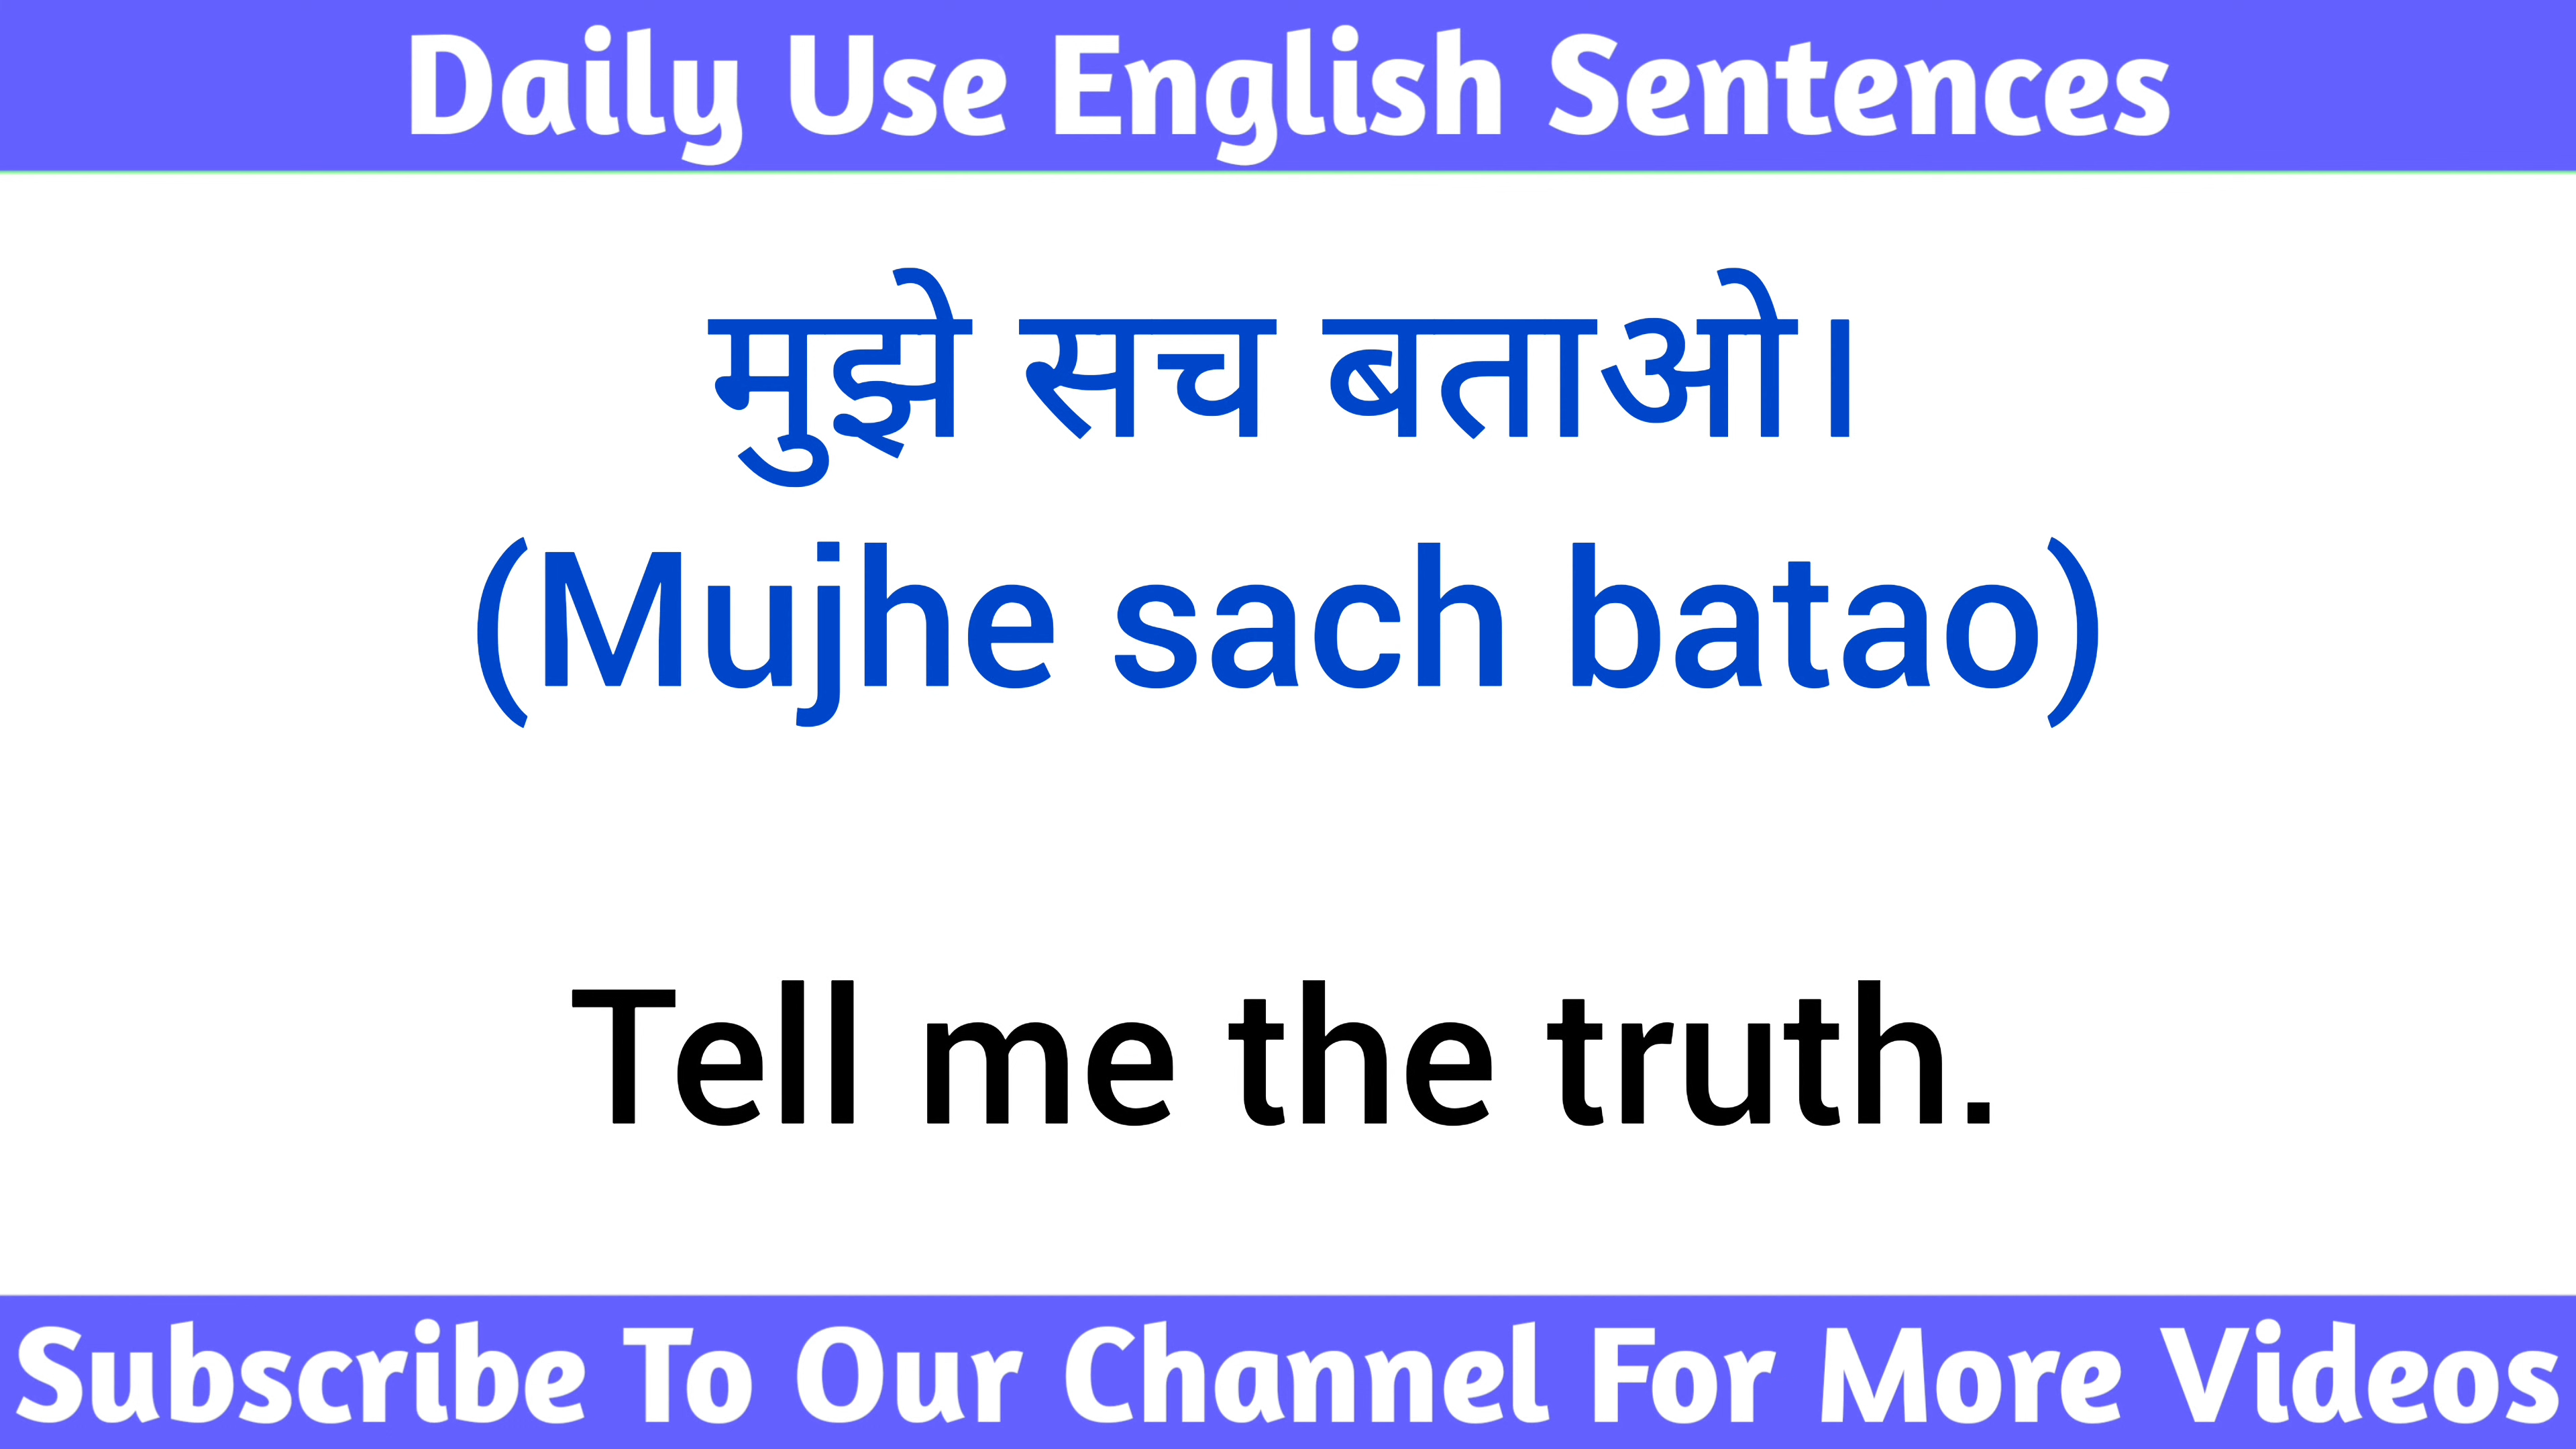 Daily Use English Sentences
मुझे सच बताओ।
(Mujhe sach batao)
Tell me the truth.
Subscribe To Our Channel For More Videos